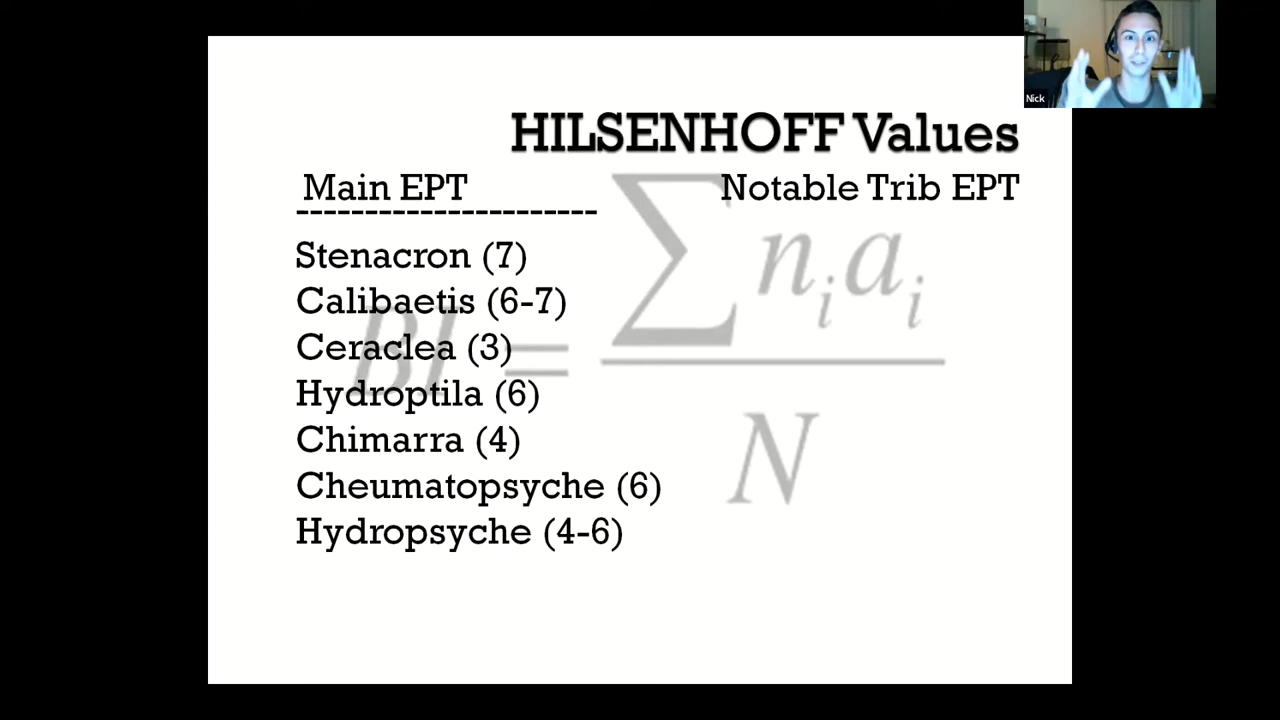 Nick
HILSENHOFF Values
Main EPT
Notable Trib EPT
----------------------
Stenacron (7)
Calibaetis (6-7)
Ceraclea (3)
Hydroptila (6)
Chimarra (4)
Cheumatopsyche (6)
Hydropsyche (4-6)
BI = ∑ nᵢaᵢ
N